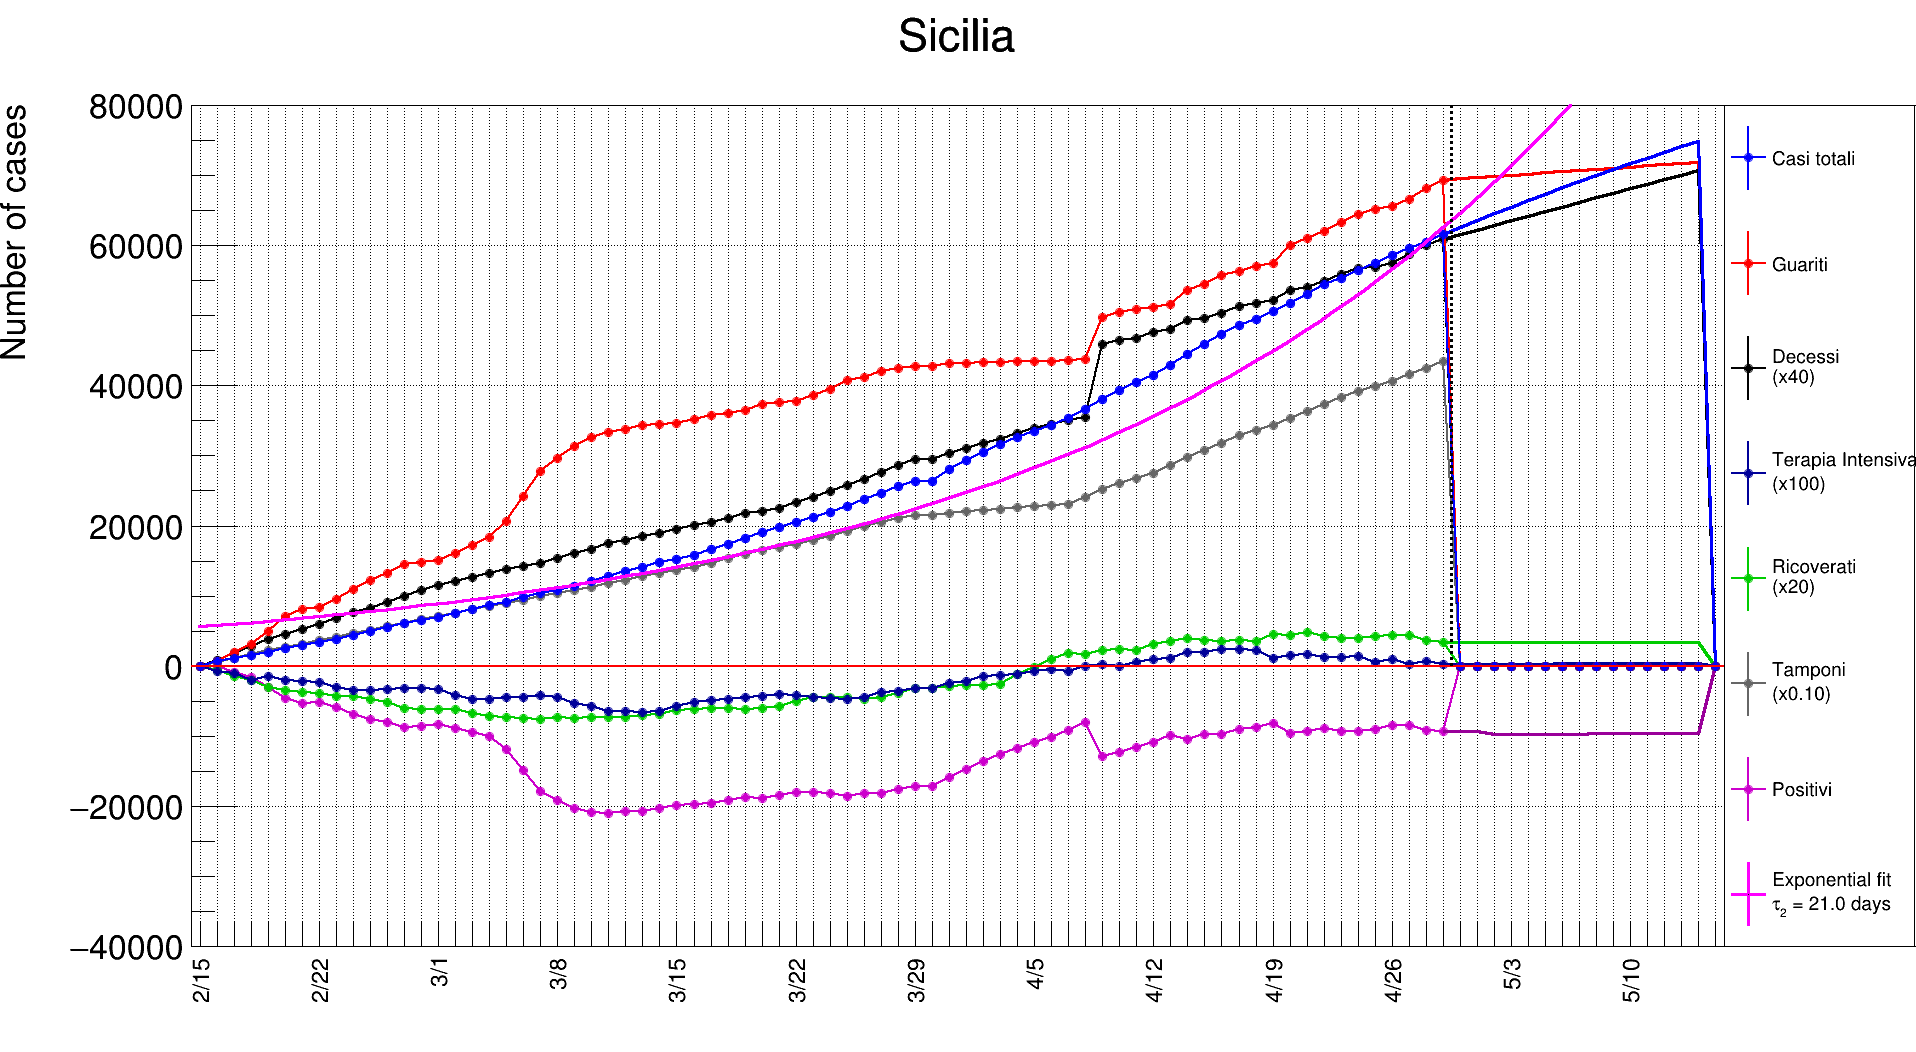 Sicilia
Number of cases
80000
60000
40000
20000
0
−20000
−40000
2/15
2/22
3/1
3/8
3/15
3/22
3/29
4/5
4/12
4/19
4/26
5/3
5/10
Casi totali
Guariti
Decessi
(x40)
Terapia Intensiva
(x100)
Ricoverati
(x20)
Tamponi
(x0.10)
Positivi
Exponential fit
τ2 = 21.0 days